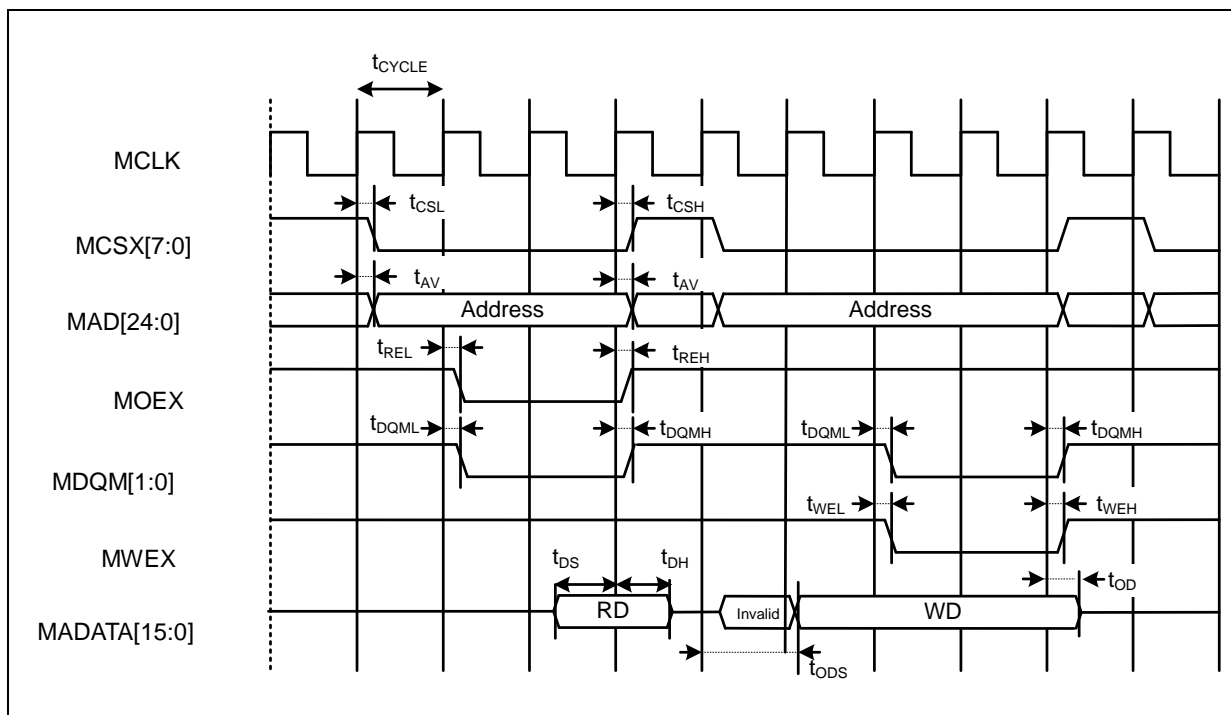 tCYCLE
MCLK
tCSL tCSH
MCSX[7:0]
tAV tAV
MAD[24:0] Address Address
tREL tREH
MOEX
tDQML tDQMH tDQML tDQMH
MDQM[1:0]
tWEL tWEH
MWEX
tDS tDH tOD
RD Invalid WD
MADATA[15:0]
tODS